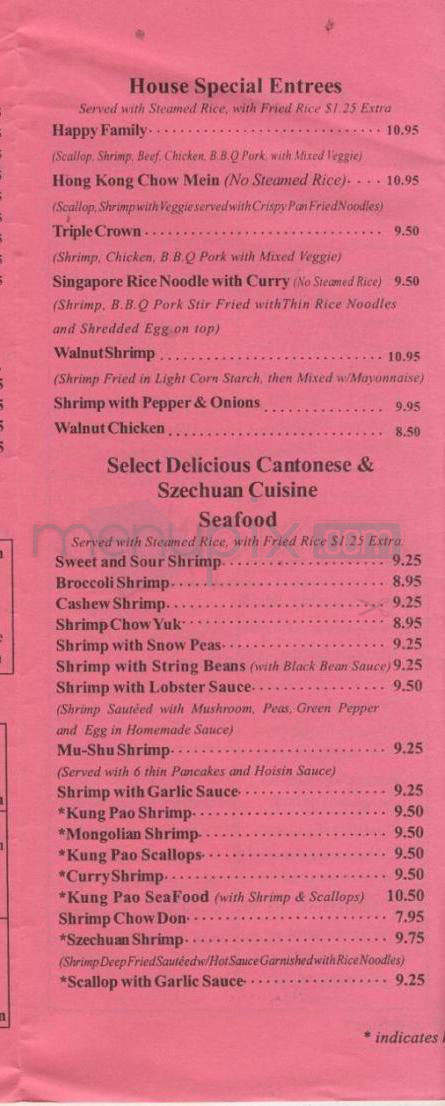 House Special Entrees
Served with Steamed Rice, with Fried Rice $1.25 Extra
Happy Family 10.95
(Scallop, Shrimp, Beef, Chicken, B.B.Q Pork, with Mixed Veggie)
Hong Kong Chow Mein (No Steamed Rice) 10.95
(Scallop, Shrimp with Veggie served with Crispy Pan Fried Noodles)
Triple Crown 9.50
(Shrimp, Chicken, B.B.Q Pork with Mixed Veggie)
Singapore Rice Noodle with Curry (No Steamed Rice) 9.50
(Shrimp, B.B.Q Pork Stir Fried with Thin Rice Noodles
and Shredded Egg on top)
Walnut Shrimp 10.95
(Shrimp Fried in Light Corn Starch, then Mixed w/Mayonnaise)
Shrimp with Pepper & Onions 9.95
Walnut Chicken 8.50
Select Delicious Cantonese &
Szechuan Cuisine
Seafood
menupix.com
Served with Steamed Rice, with Fried Rice $1.25 Extra.
Sweet and Sour Shrimp 9.25
Broccoli Shrimp 8.95
Cashew Shrimp 9.25
Shrimp Chow Yuk 8.95
Shrimp with Snow Peas 9.25
Shrimp with String Beans (with Black Bean Sauce) 9.25
Shrimp with Lobster Sauce 9.50
(Shrimp Sautéed with Mushroom, Peas, Green Pepper
and Egg in Homemade Sauce)
Mu-Shu Shrimp 9.25
(Served with 6 thin Pancakes and Hoisin Sauce)
Shrimp with Garlic Sauce 9.25
*Kung Pao Shrimp 9.50
*Mongolian Shrimp 9.50
*Kung Pao Scallops 9.50
*Curry Shrimp 9.50
*Kung Pao SeaFood (with Shrimp & Scallops) 10.50
Shrimp Chow Don 7.95
*Szechuan Shrimp 9.75
(Shrimp Deep Fried Sautéed w/Hot Sauce Garnished with Rice Noodles)
*Scallop with Garlic Sauce 9.25
* indicates